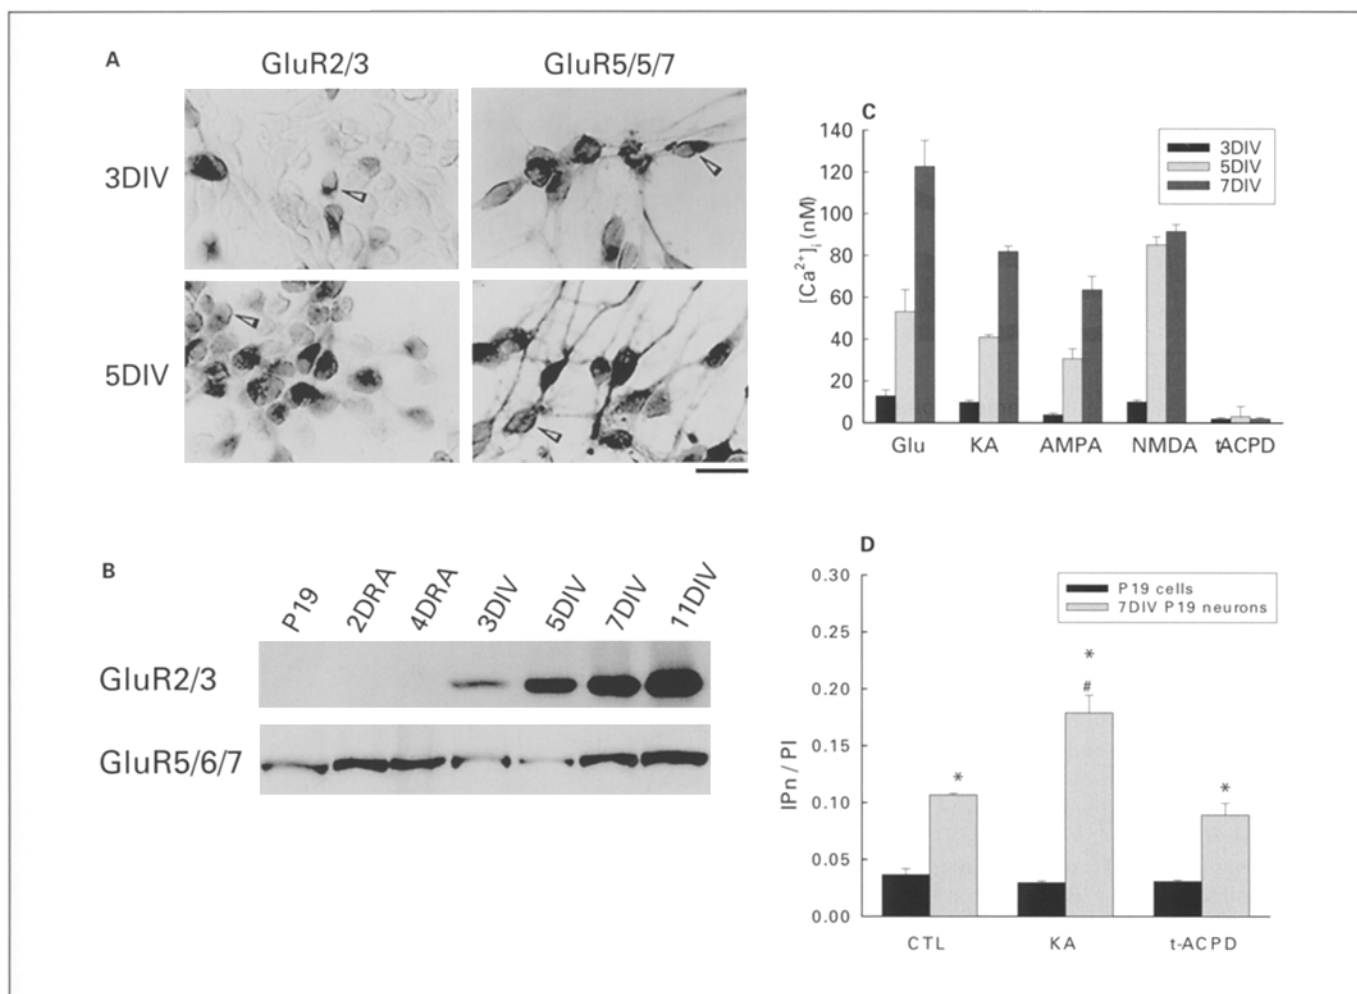 A
GluR2/3 GluR5/5/7
3DIV
5DIV
B
P19 2DRA 4DRA 3DIV 5DIV 7DIV 11DIV
GluR2/3
GluR5/6/7
C
3DIV
5DIV
7DIV
[Ca²⁺]ᵢ (nM)
140
120
100
80
60
40
20
0
Glu KA AMPA NMDA tACPD
D
P19 cells
7DIV P19 neurons
IPn / PI
0.30
0.25
0.20
0.15
0.10
0.05
0.00
* * # *
CTL KA t-ACPD